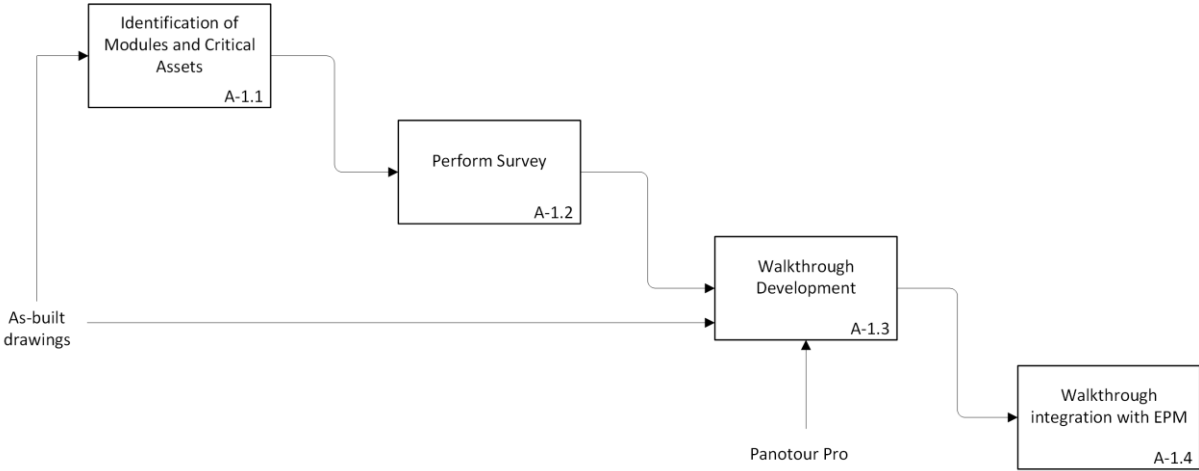 Identification of
Modules and Critical
Assets
A-1.1
Perform Survey
A-1.2
Walkthrough
Development
A-1.3
As-built
drawings
Walkthrough
integration with EPM
A-1.4
Panotour Pro